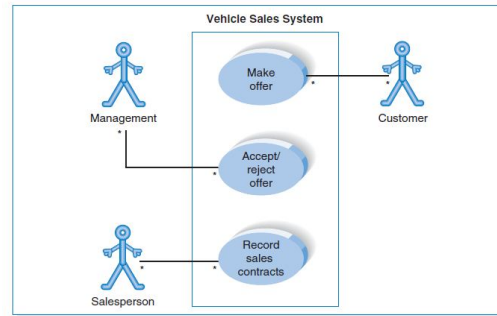 Vehicle Sales System
Make
offer
*
*
Management
Customer
*
Accept/
reject
offer
*
Record
sales
contracts
*
*
Salesperson